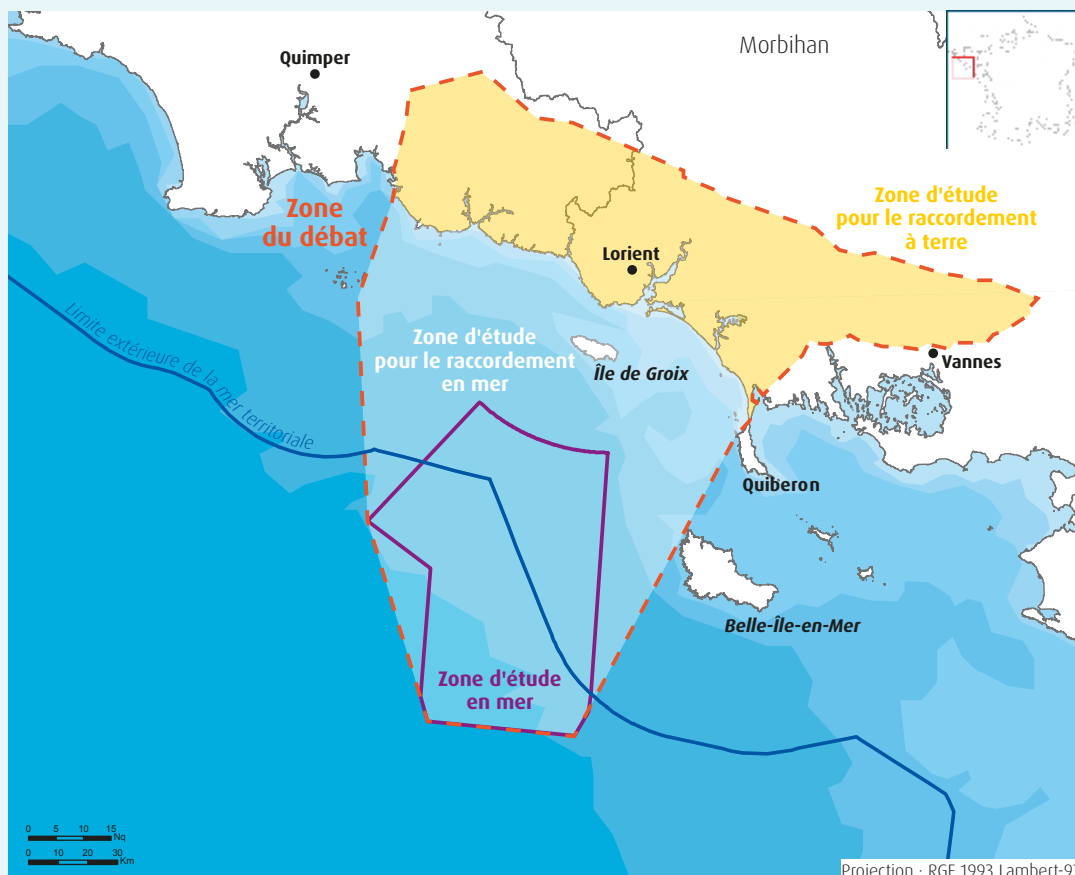 Morbihan
Quimper
Zone
du débat
Zone d'étude
pour le raccordement
à terre
Lorient
Limite extérieure de la mer territoriale
Zone d'étude
pour le raccordement
en mer
Île de Groix
Vannes
Quiberon
Belle-Île-en-Mer
Zone d'étude
en mer
0 5 10 15
Nq
0 10 20 30
Km
Projection : RGF 1993 Lambert-93